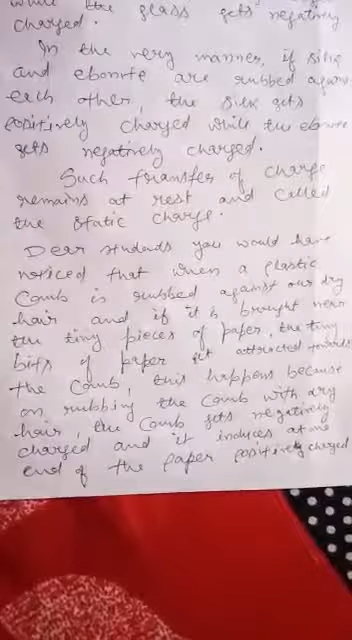 while the glass gets negativly
charged.
In the very manner, if silk
and ebonite are rubbed against
each other, the silk gets
positively charged while the ebonite
gets negatively charged.
Such transfer of charge
remains at rest and called
the static charge.
Dear students you would have
noticed that when a plastic
Comb is rubbed against our dry
hair and if it is brought near
the tiny pieces of paper, the tiny
bits of paper get attracted towards
the Comb, this happens because
on rubbing the Comb with dry
hair, the Comb gets negatively
charged and it induces at one
end of the paper positively charged